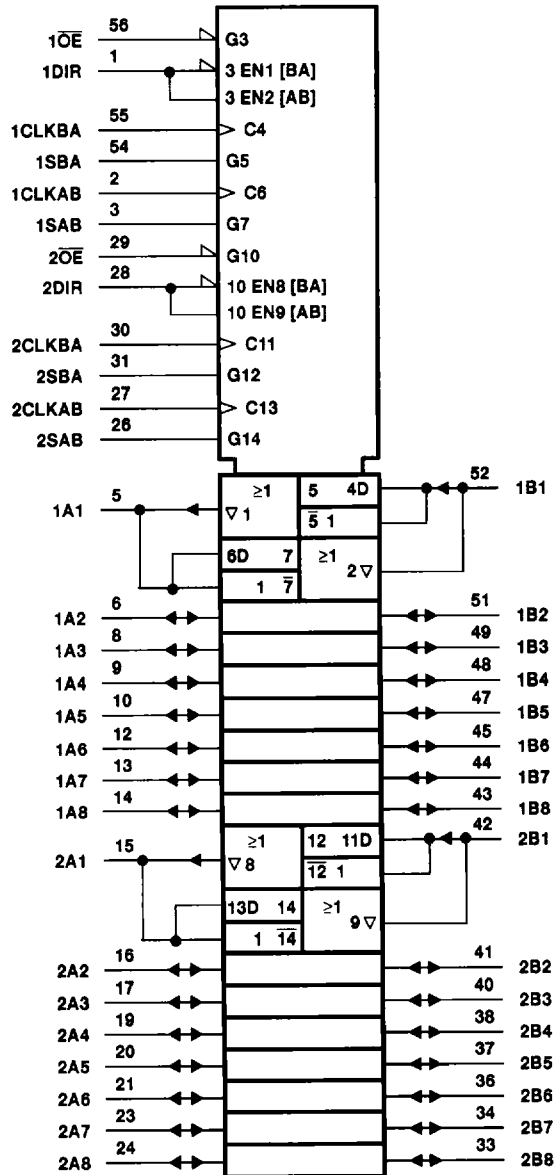 1O̅E̅ 56 G3
1DIR 1 3 EN1 [BA]
3 EN2 [AB]
1CLKBA 55 C4
1SBA 54 G5
1CLKAB 2 C6
1SAB 3 G7
2O̅E̅ 29 G10
2DIR 28 10 EN8 [BA]
10 EN9 [AB]
2CLKBA 30 C11
2SBA 31 G12
2CLKAB 27 C13
2SAB 26 G14
1A1 5 ≥1 ▽ 1 5 4D 52 1B1
5̅ 1
6D 7 ≥1 2 ▽
1 7̅
1A2 6 51 1B2
1A3 8 49 1B3
1A4 9 48 1B4
1A5 10 47 1B5
1A6 12 45 1B6
1A7 13 44 1B7
1A8 14 43 1B8
2A1 15 ≥1 ▽ 8 12 11D 42 2B1
1̅2̅ 1
13D 14 ≥1 9 ▽
1 1̅4̅
2A2 16 41 2B2
2A3 17 40 2B3
2A4 19 38 2B4
2A5 20 37 2B5
2A6 21 36 2B6
2A7 23 34 2B7
2A8 24 33 2B8